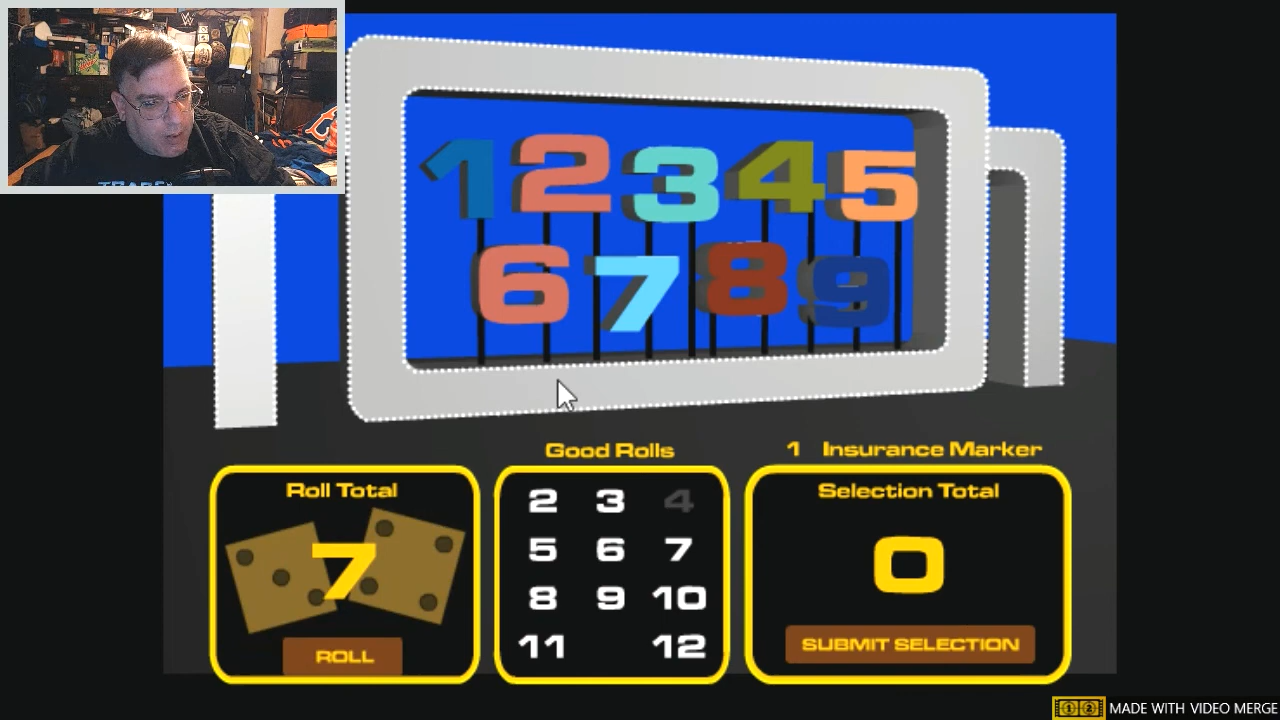 1 2 3 4 5
6 7 8 9
Good Rolls
1 Insurance Marker
Roll Total
7
ROLL
2 3 4
5 6 7
8 9 10
11 12
Selection Total
0
SUBMIT SELECTION
MADE WITH VIDEO MERGE